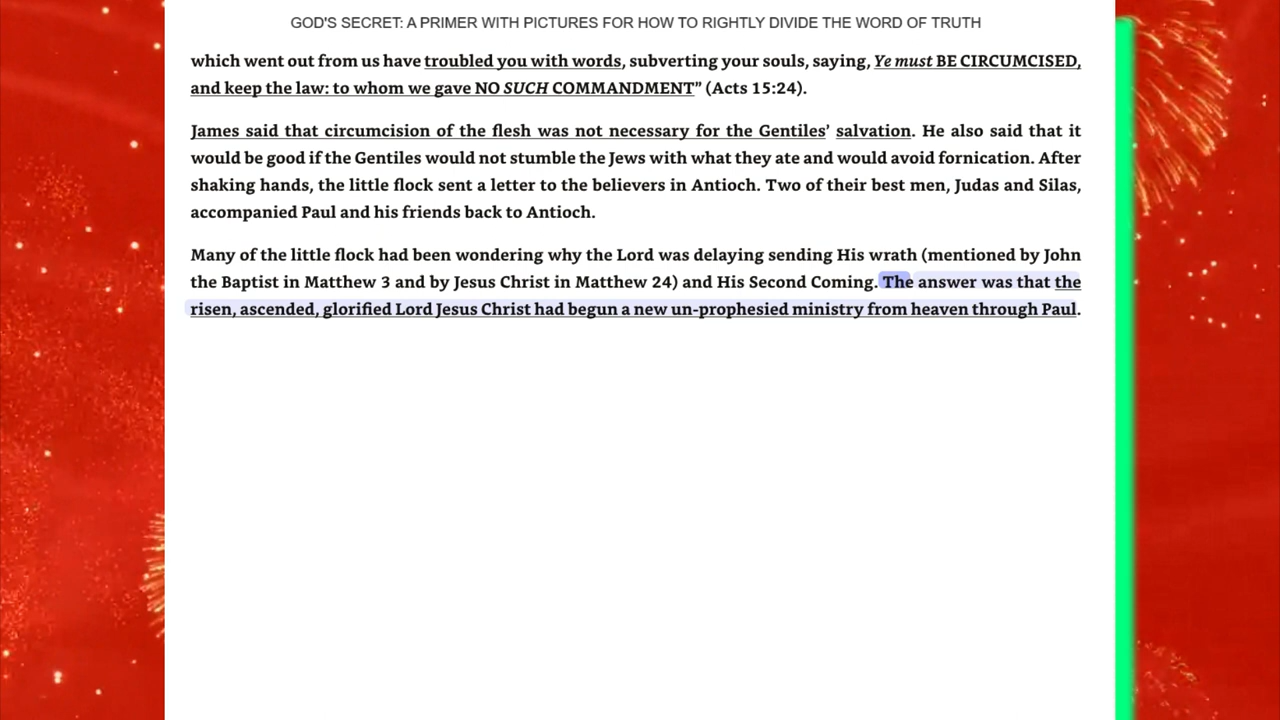 GOD'S SECRET: A PRIMER WITH PICTURES FOR HOW TO RIGHTLY DIVIDE THE WORD OF TRUTH
which went out from us have troubled you with words, subverting your souls, saying, Ye must BE CIRCUMCISED,
and keep the law: to whom we gave NO SUCH COMMANDMENT” (Acts 15:24).
James said that circumcision of the flesh was not necessary for the Gentiles’ salvation. He also said that it
would be good if the Gentiles would not stumble the Jews with what they ate and would avoid fornication. After
shaking hands, the little flock sent a letter to the believers in Antioch. Two of their best men, Judas and Silas,
accompanied Paul and his friends back to Antioch.
Many of the little flock had been wondering why the Lord was delaying sending His wrath (mentioned by John
the Baptist in Matthew 3 and by Jesus Christ in Matthew 24) and His Second Coming. The answer was that the
risen, ascended, glorified Lord Jesus Christ had begun a new un-prophesied ministry from heaven through Paul.